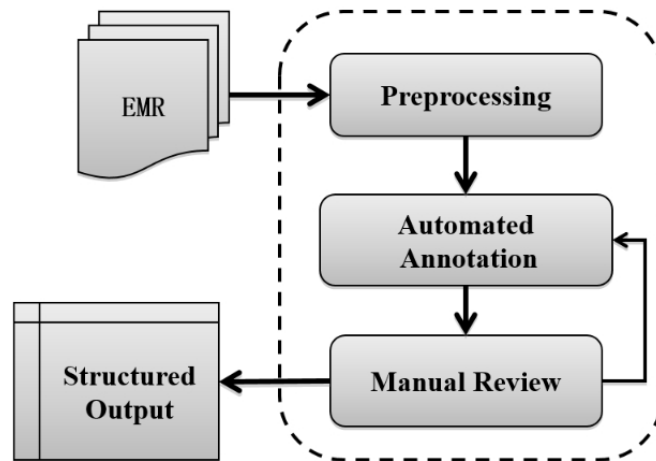 EMR
Preprocessing
Automated
Annotation
Manual Review
Structured
Output